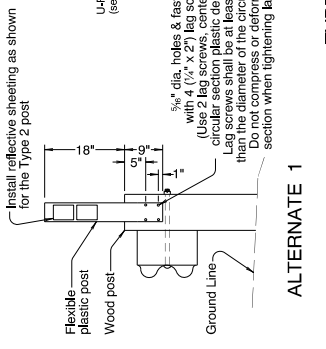 Install reflective sheeting as shown
for the Type 2 post
18"
9"
5"
1"
Flexible
plastic post
Wood post
Ground Line
ALTERNATE 1
(se
5/16" dia, holes & fas
with 4 (1/4" x 2") lag sc
(Use 2 lag screws, cente
circular section plastic de
Lag screws shall be at leas
than the diameter of the circu
Do not compress or deform
section when tightening la